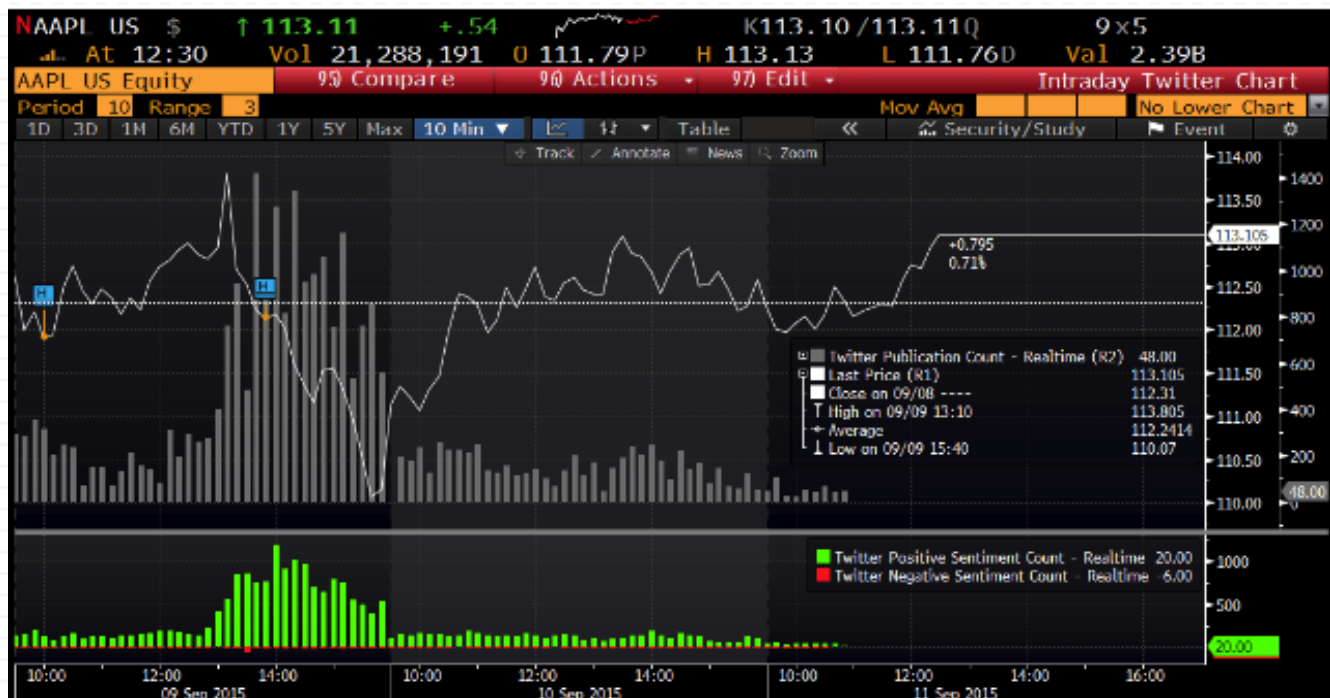 NAAPL US $ ↑ 113.11 +.54 K113.10 /113.11Q 9×5
At 12:30 Vol 21,288,191 O 111.79P H 113.13 L 111.76D Val 2.39B
AAPL US Equity 95) Compare 96) Actions 97) Edit Intraday Twitter Chart
Period 10 Range 3 Mov Avg No Lower Chart
1D 3D 1M 6M YTD 1Y 5Y Max 10 Min ▼ Table « Security/Study Event
Track Annotate News Zoom
114.00
1400
113.50
1200
113.105
113.00
+0.795
0.71%
1000
H
H
112.50
800
112.00
Twitter Publication Count - Realtime (R2) 48.00
600
Last Price (R1) 113.105
111.50
Close on 09/08 ---- 112.31
High on 09/09 13:10 113.805
111.00
400
Average 112.2414
Low on 09/09 15:40 110.07
110.50
200
48.00
110.00
0
Twitter Positive Sentiment Count - Realtime 20.00
1000
Twitter Negative Sentiment Count - Realtime -6.00
500
20.00
10:00 12:00 14:00 10:00 12:00 14:00 10:00 12:00 14:00 16:00
09 Sep 2015 10 Sep 2015 11 Sep 2015